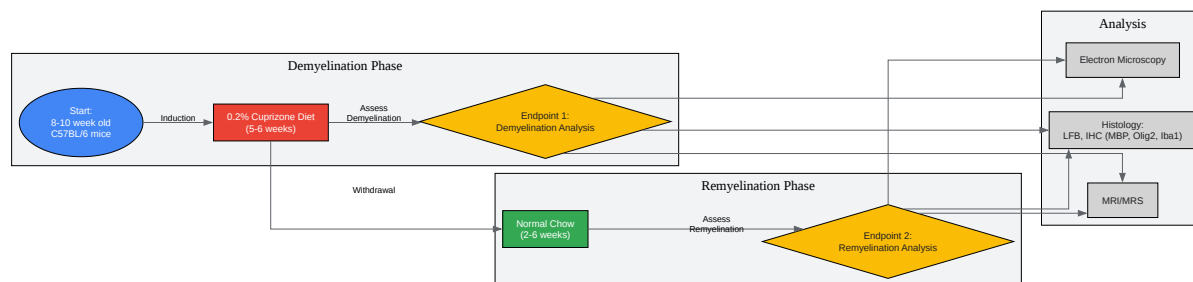 Analysis
Demyelination Phase
Electron Microscopy
Start:
8-10 week old
C57BL/6 mice
Induction
0.2% Cuprizone Diet
(5-6 weeks)
Assess
Demyelination
Endpoint 1:
Demyelination Analysis
Histology:
LFB, IHC (MBP, Olig2, Iba1)
Withdrawal
Remyelination Phase
MRI/MRS
Normal Chow
(2-6 weeks)
Assess
Remyelination
Endpoint 2:
Remyelination Analysis